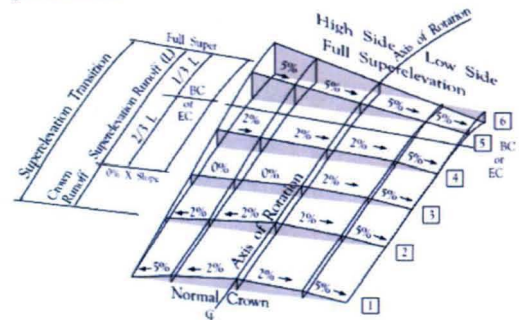 High Side
Low Side
Full Superelevation
Axis of Rotation
Full Super
Superelevation Transition
Superelevation Runoff (L)
1/3 L
2/3 L
BC
or
EC
Crown
Runoff
0% X Slope
5% 5% 5% 5%
6
5
BC
or
EC
2% 2% 2% 5%
4
0% 0% 2% 5%
3
2% 2% 2% 5%
2
Axis of Rotation
5% 2% 2% 5%
1
Normal Crown
℄